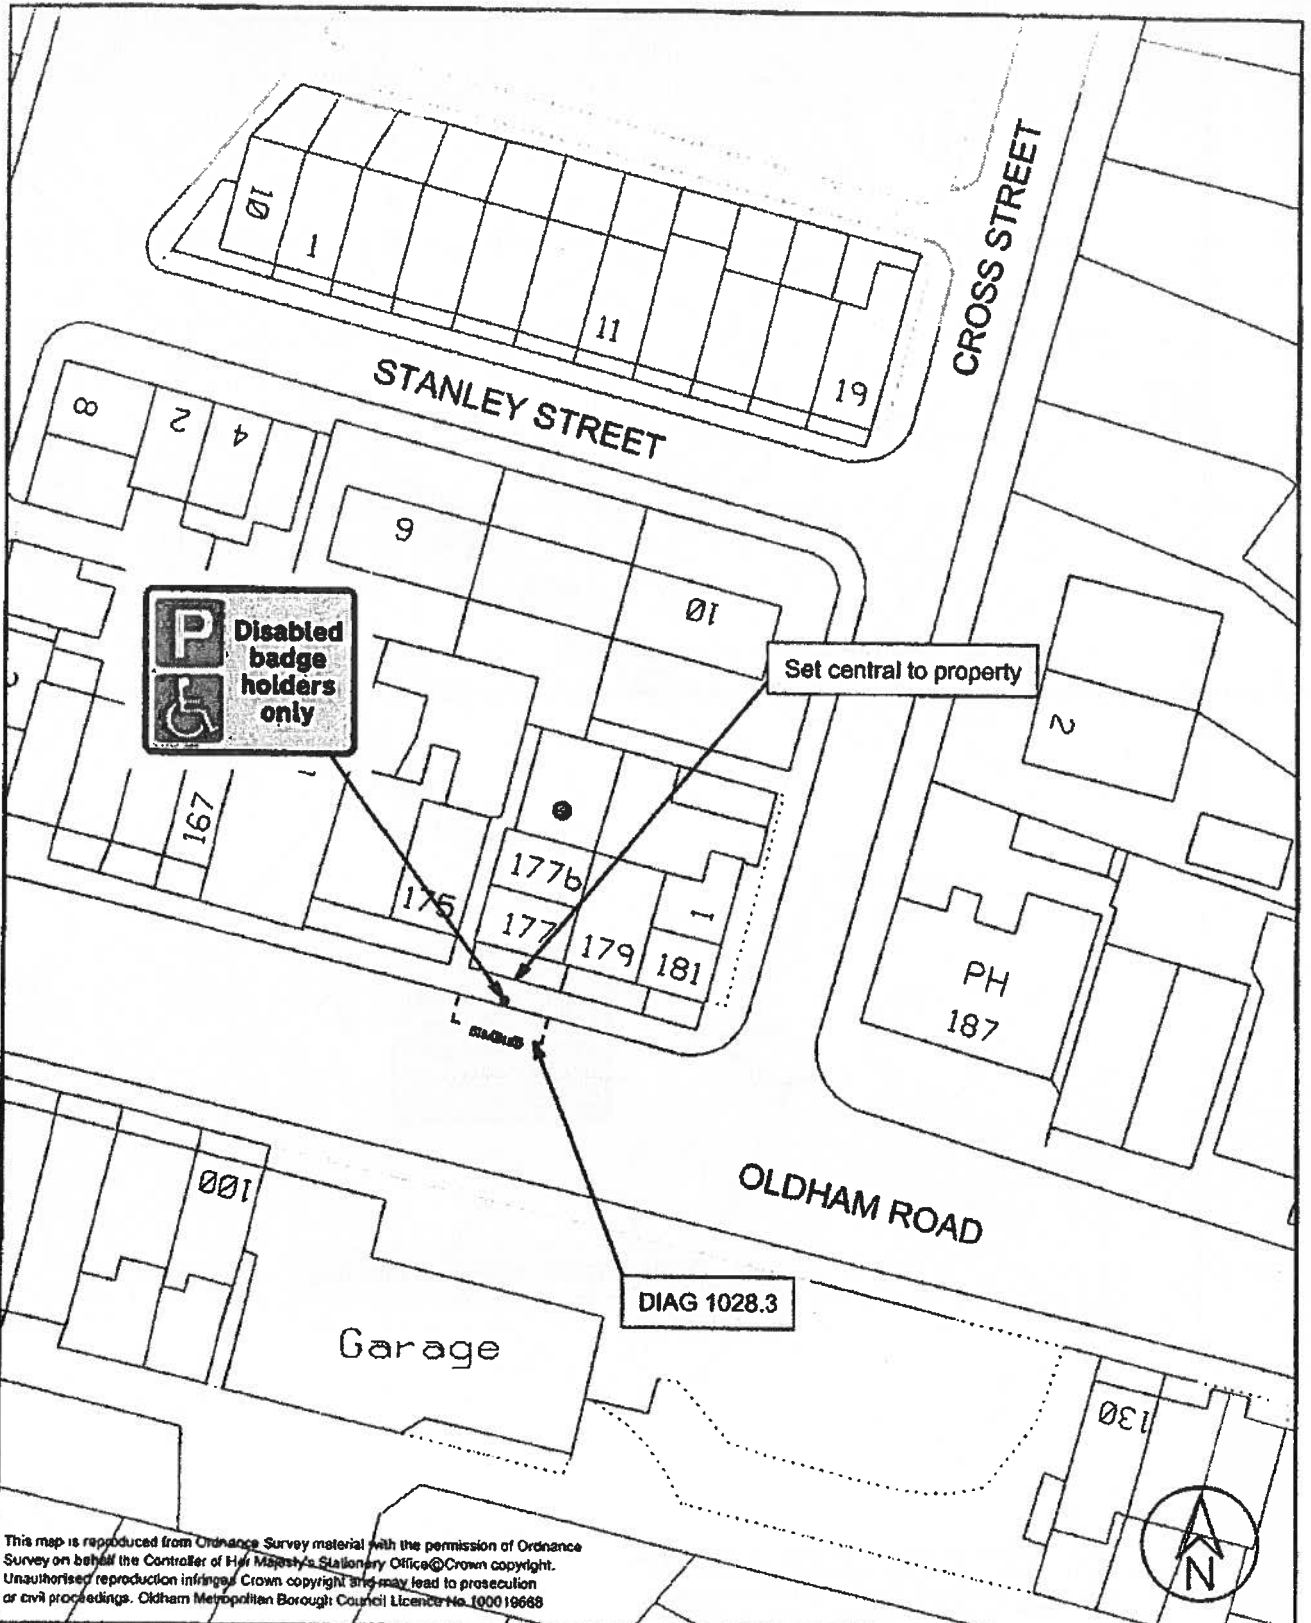 10
1
11
19
CROSS STREET
STANLEY STREET
8
2
4
6
10
P Disabled
badge
holders
only
Set central to property
2
167
175
177b
177
179
1
181
PH
187
100
OLDHAM ROAD
DIAG 1028.3
Garage
130
N
This map is reproduced from Ordnance Survey material with the permission of Ordnance
Survey on behalf the Controller of Her Majesty's Stationery Office©Crown copyright.
Unauthorised reproduction infringes Crown copyright and may lead to prosecution
or civil proceedings. Oldham Metropolitan Borough Council Licence No. 100019668